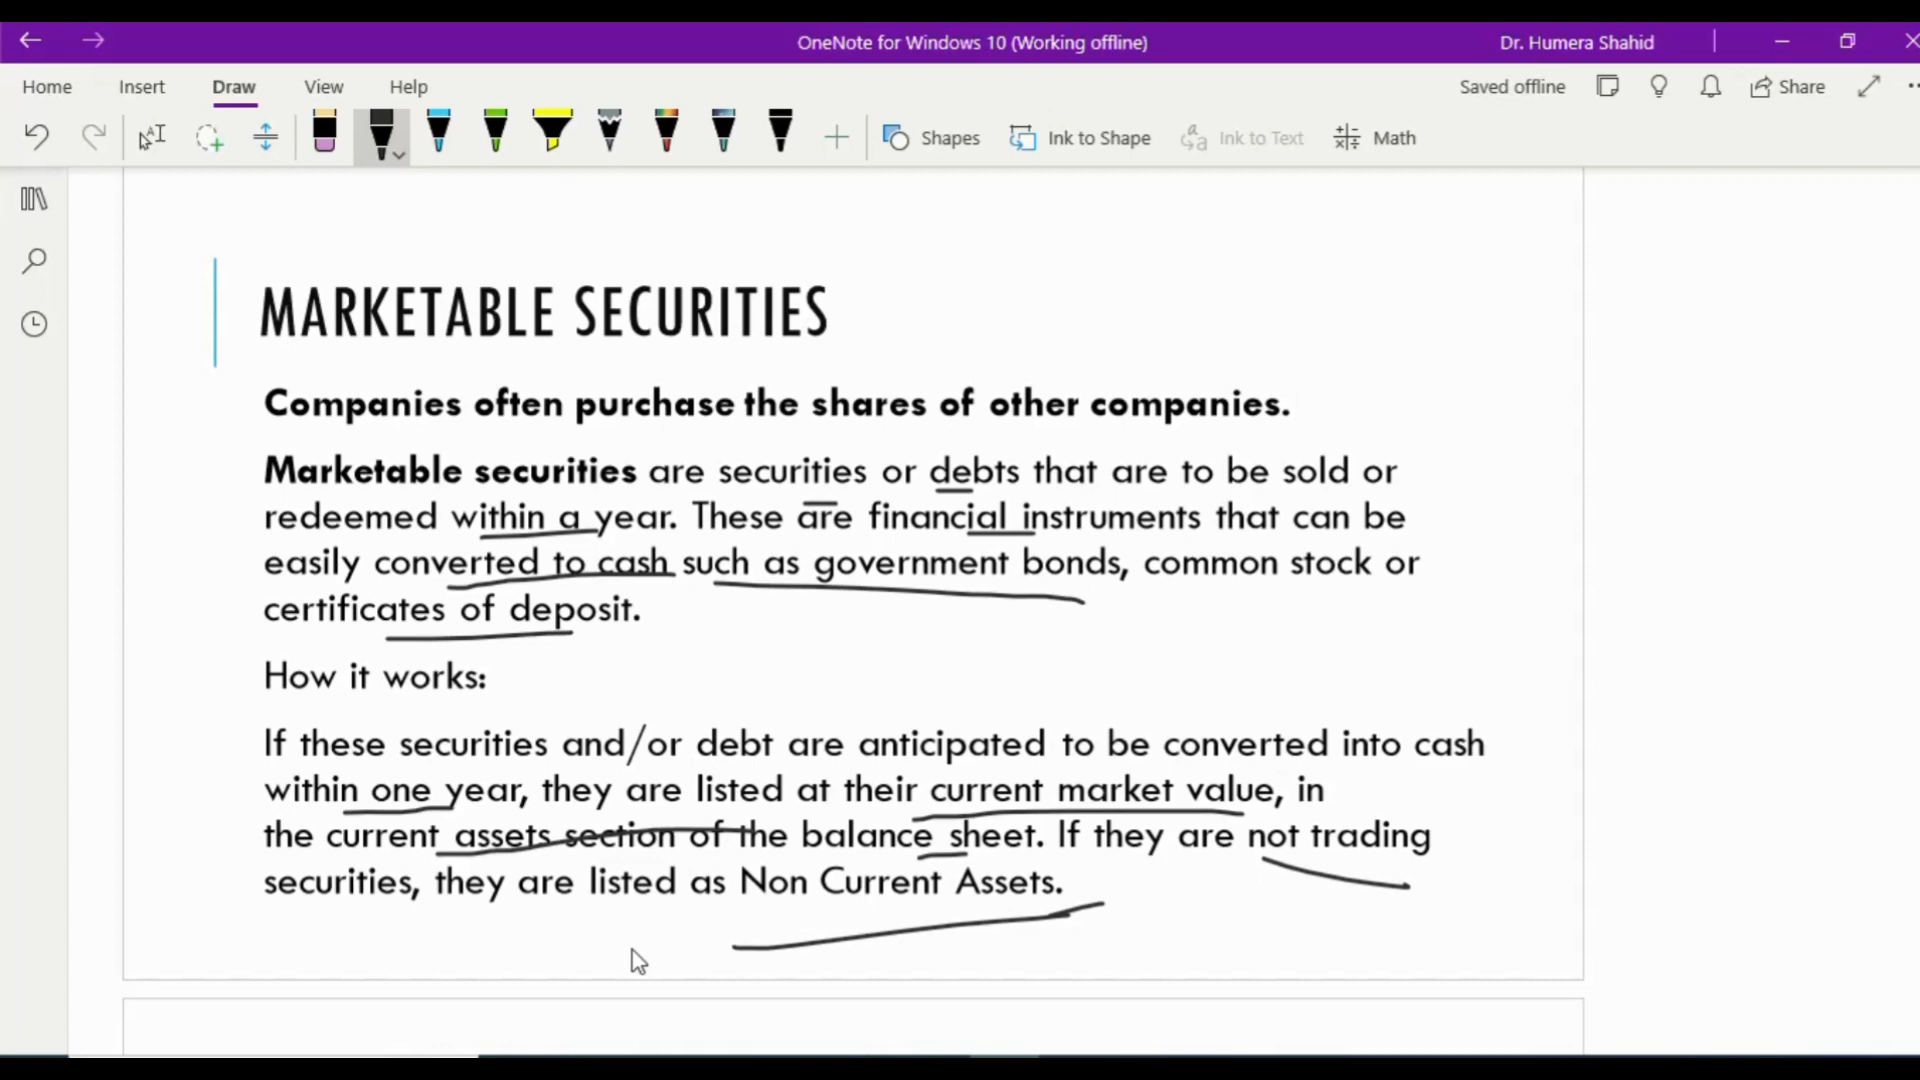 OneNote for Windows 10 (Working offline)
Dr. Humera Shahid
Home Insert Draw View Help
Saved offline
Share
Shapes
Ink to Shape
Ink to Text
Math
MARKETABLE SECURITIES
Companies often purchase the shares of other companies.
Marketable securities are securities or debts that are to be sold or
redeemed within a year. These are financial instruments that can be
easily converted to cash such as government bonds, common stock or
certificates of deposit.
How it works:
If these securities and/or debt are anticipated to be converted into cash
within one year, they are listed at their current market value, in
the current assets section of the balance sheet. If they are not trading
securities, they are listed as Non Current Assets.